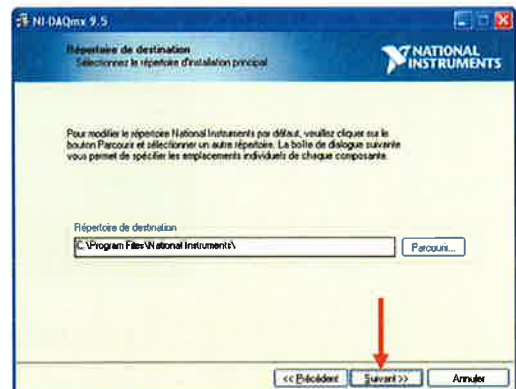 NI-DAQmx 9.5
Répertoire de destination
Sélectionnez le répertoire d'installation principal.
NATIONAL
INSTRUMENTS
Pour modifier le répertoire National Instruments par défaut, veuillez cliquer sur le
bouton Parcourir et sélectionner un autre répertoire. La boîte de dialogue suivante
vous permet de spécifier les emplacements individuels de chaque composante.
Répertoire de destination
C:\Program Files\National Instruments\
Parcourir...
<< Précédent
Suivant >>
Annuler